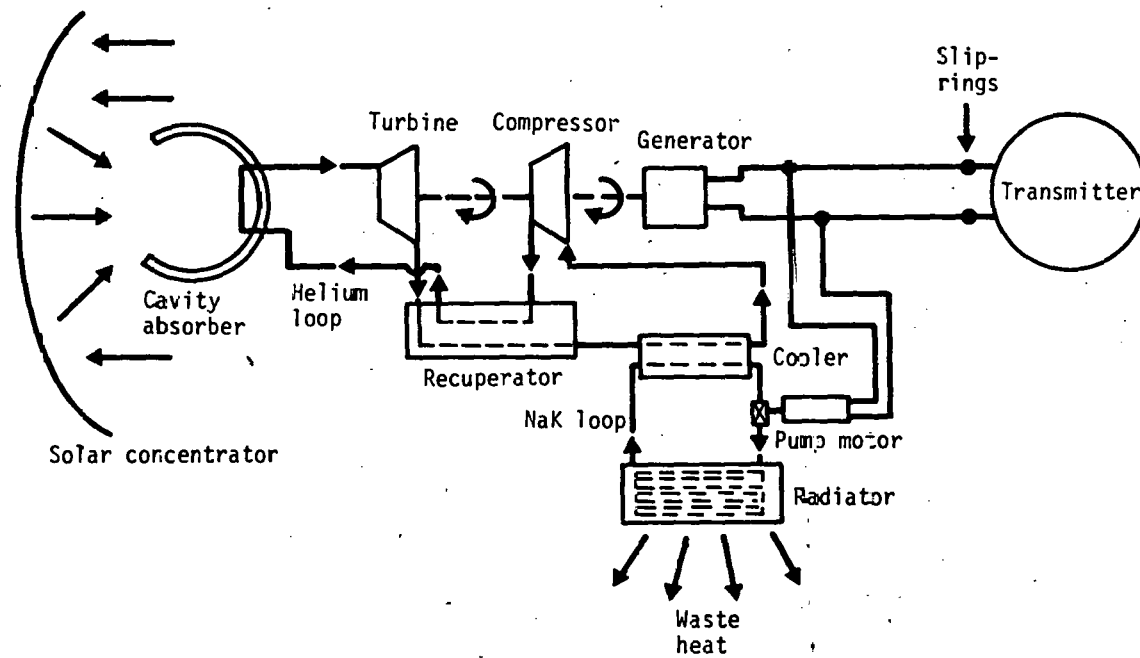 Slip-
rings
Turbine
Compressor
Generator
Transmitter
Cavity
absorber
Helium
loop
Recuperator
Cooler
NaK loop
Pump motor
Solar concentrator
Radiator
Waste
heat